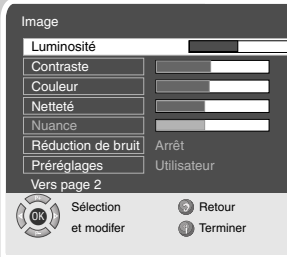 Image
Luminosité
Contraste
Couleur
Netteté
Nuance
Réduction de bruit Arrêt
Préréglages Utilisateur
Vers page 2
OK
Sélection Retour
et modifer Terminer